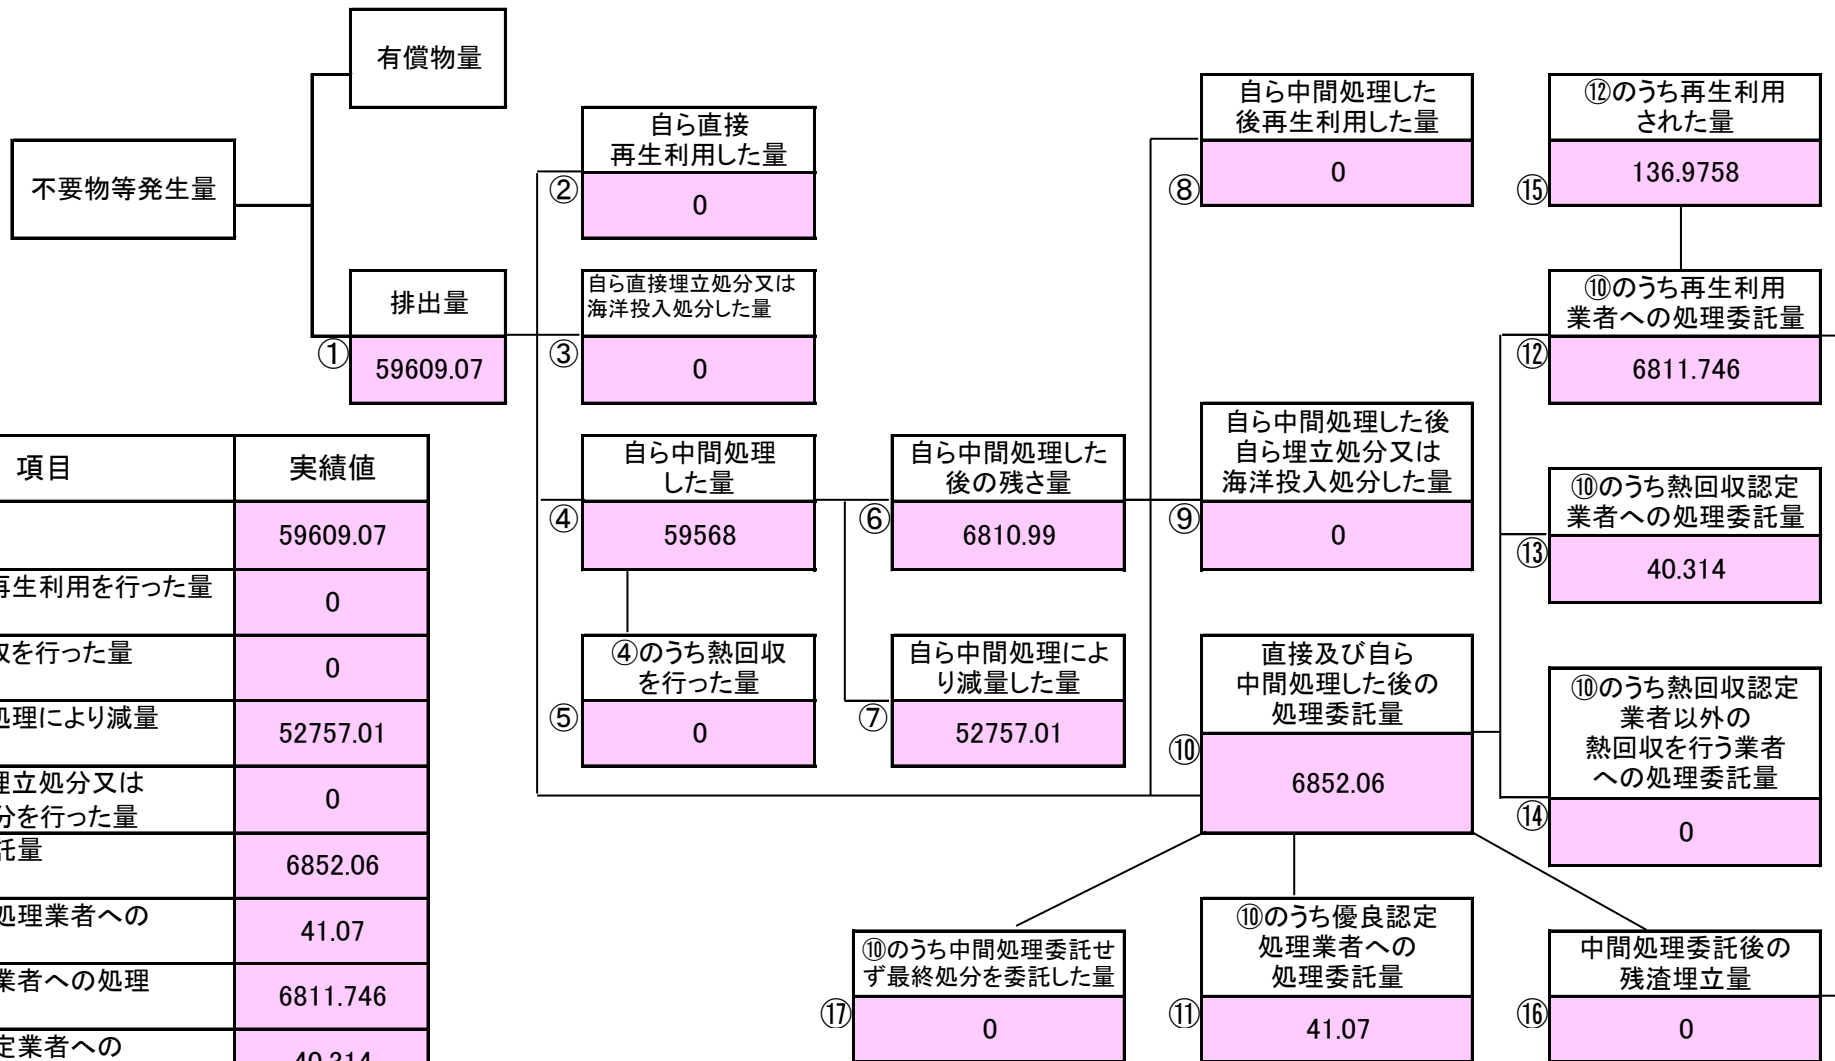 有償物量
不要物等発生量
排出量
①
59609.07
自ら直接
再生利用した量
②
0
自ら直接埋立処分又は
海洋投入処分した量
③
0
自ら中間処理
した量
④
59568
④のうち熱回収
を行った量
⑤
0
自ら中間処理した
後の残さ量
⑥
6810.99
自ら中間処理によ
り減量した量
⑦
52757.01
自ら中間処理した
後再生利用した量
⑧
0
自ら中間処理した後
自ら埋立処分又は
海洋投入処分した量
⑨
0
直接及び自ら
中間処理した後の
処理委託量
⑩
6852.06
⑫のうち再生利用
された量
⑮
136.9758
⑩のうち再生利用
業者への処理委託量
⑫
6811.746
⑩のうち熱回収認定
業者への処理委託量
⑬
40.314
⑩のうち熱回収認定
業者以外の
熱回収を行う業者
への処理委託量
⑭
0
⑩のうち中間処理委託せ
ず最終処分を委託した量
⑰
0
⑩のうち優良認定
処理業者への
処理委託量
⑪
41.07
中間処理委託後の
残渣埋立量
⑯
0
項目 実績値
59609.07
再生利用を行った量
0
収を行った量
0
処理により減量
52757.01
埋立処分又は
分を行った量
0
託量
6852.06
処理業者への
41.07
業者への処理
6811.746
定業者への
40.314